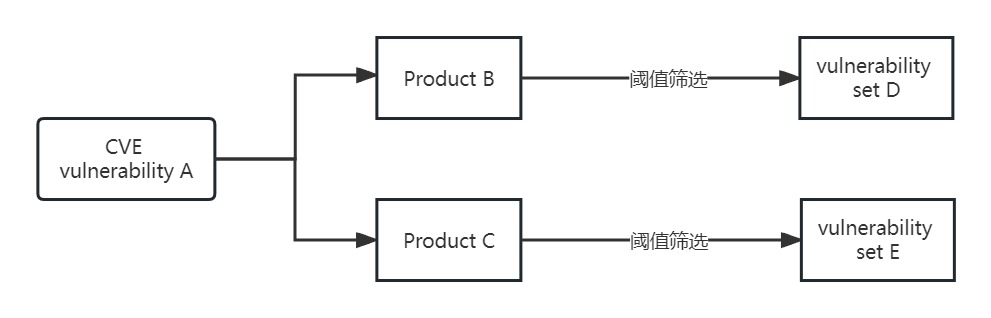 CVE
vulnerability A
Product B
阈值筛选
vulnerability
set D
Product C
阈值筛选
vulnerability
set E